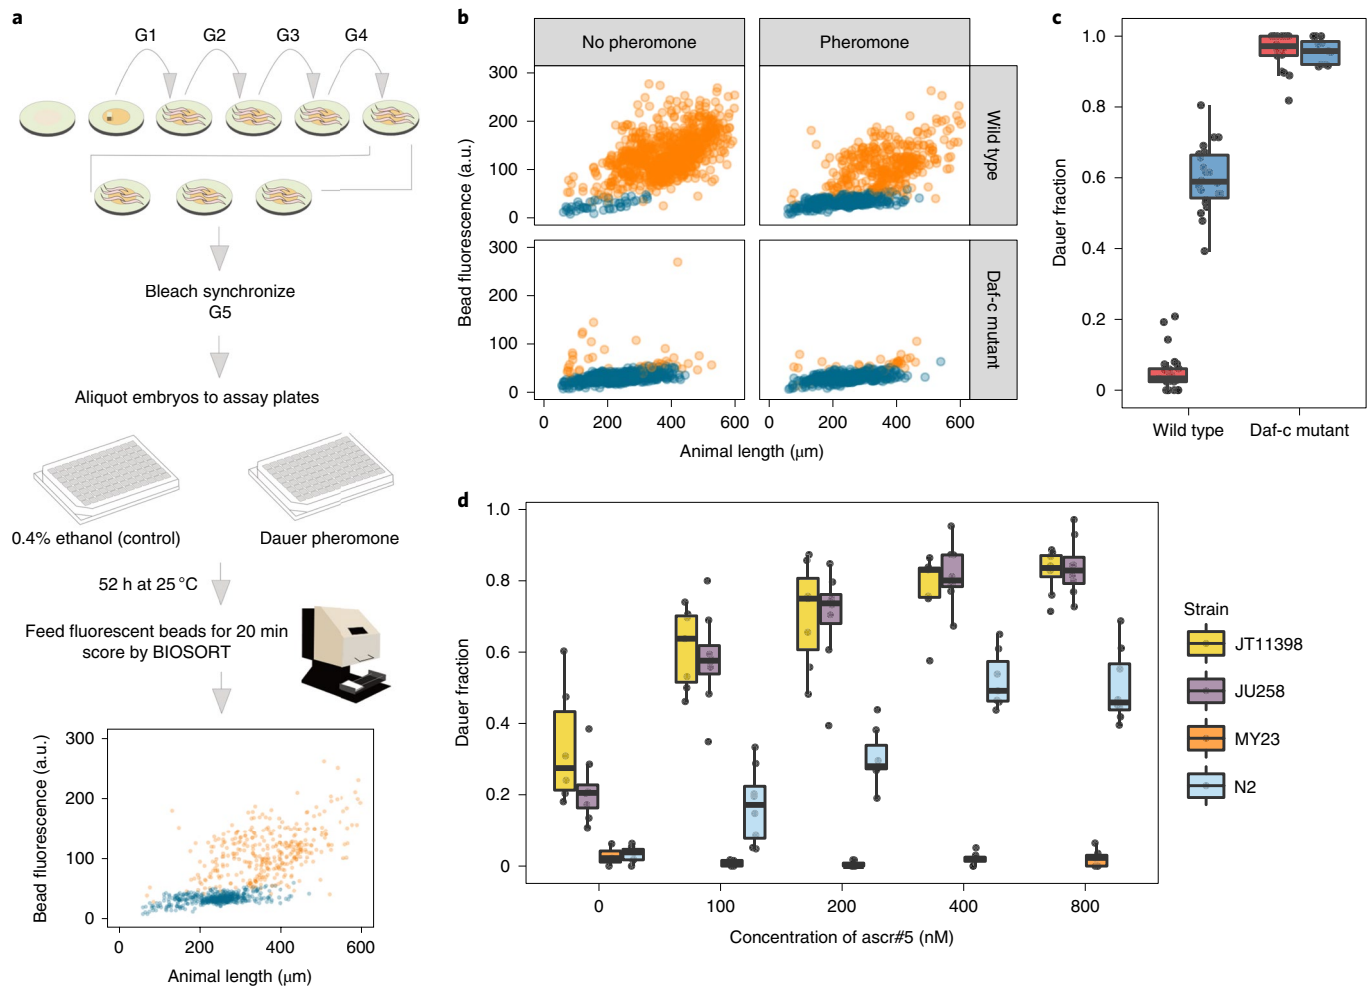 a
G1
G2
G3
G4
Bleach synchronize
G5
Aliquot embryos to assay plates
0.4% ethanol (control)
Dauer pheromone
52 h at 25 °C
Feed fluorescent beads for 20 min
score by BIOSORT
300
200
100
0
Bead fluorescence (a.u.)
0
200
400
600
Animal length (μm)
b
No pheromone
Pheromone
Wild type
Daf-c mutant
300
200
100
0
300
200
100
0
Bead fluorescence (a.u.)
0
200
400
600
0
200
400
600
Animal length (μm)
c
1.0
0.8
0.6
0.4
0.2
0
Dauer fraction
Wild type
Daf-c mutant
d
1.0
0.8
0.6
0.4
0.2
0
Dauer fraction
0
100
200
400
800
Concentration of ascr#5 (nM)
Strain
JT11398
JU258
MY23
N2